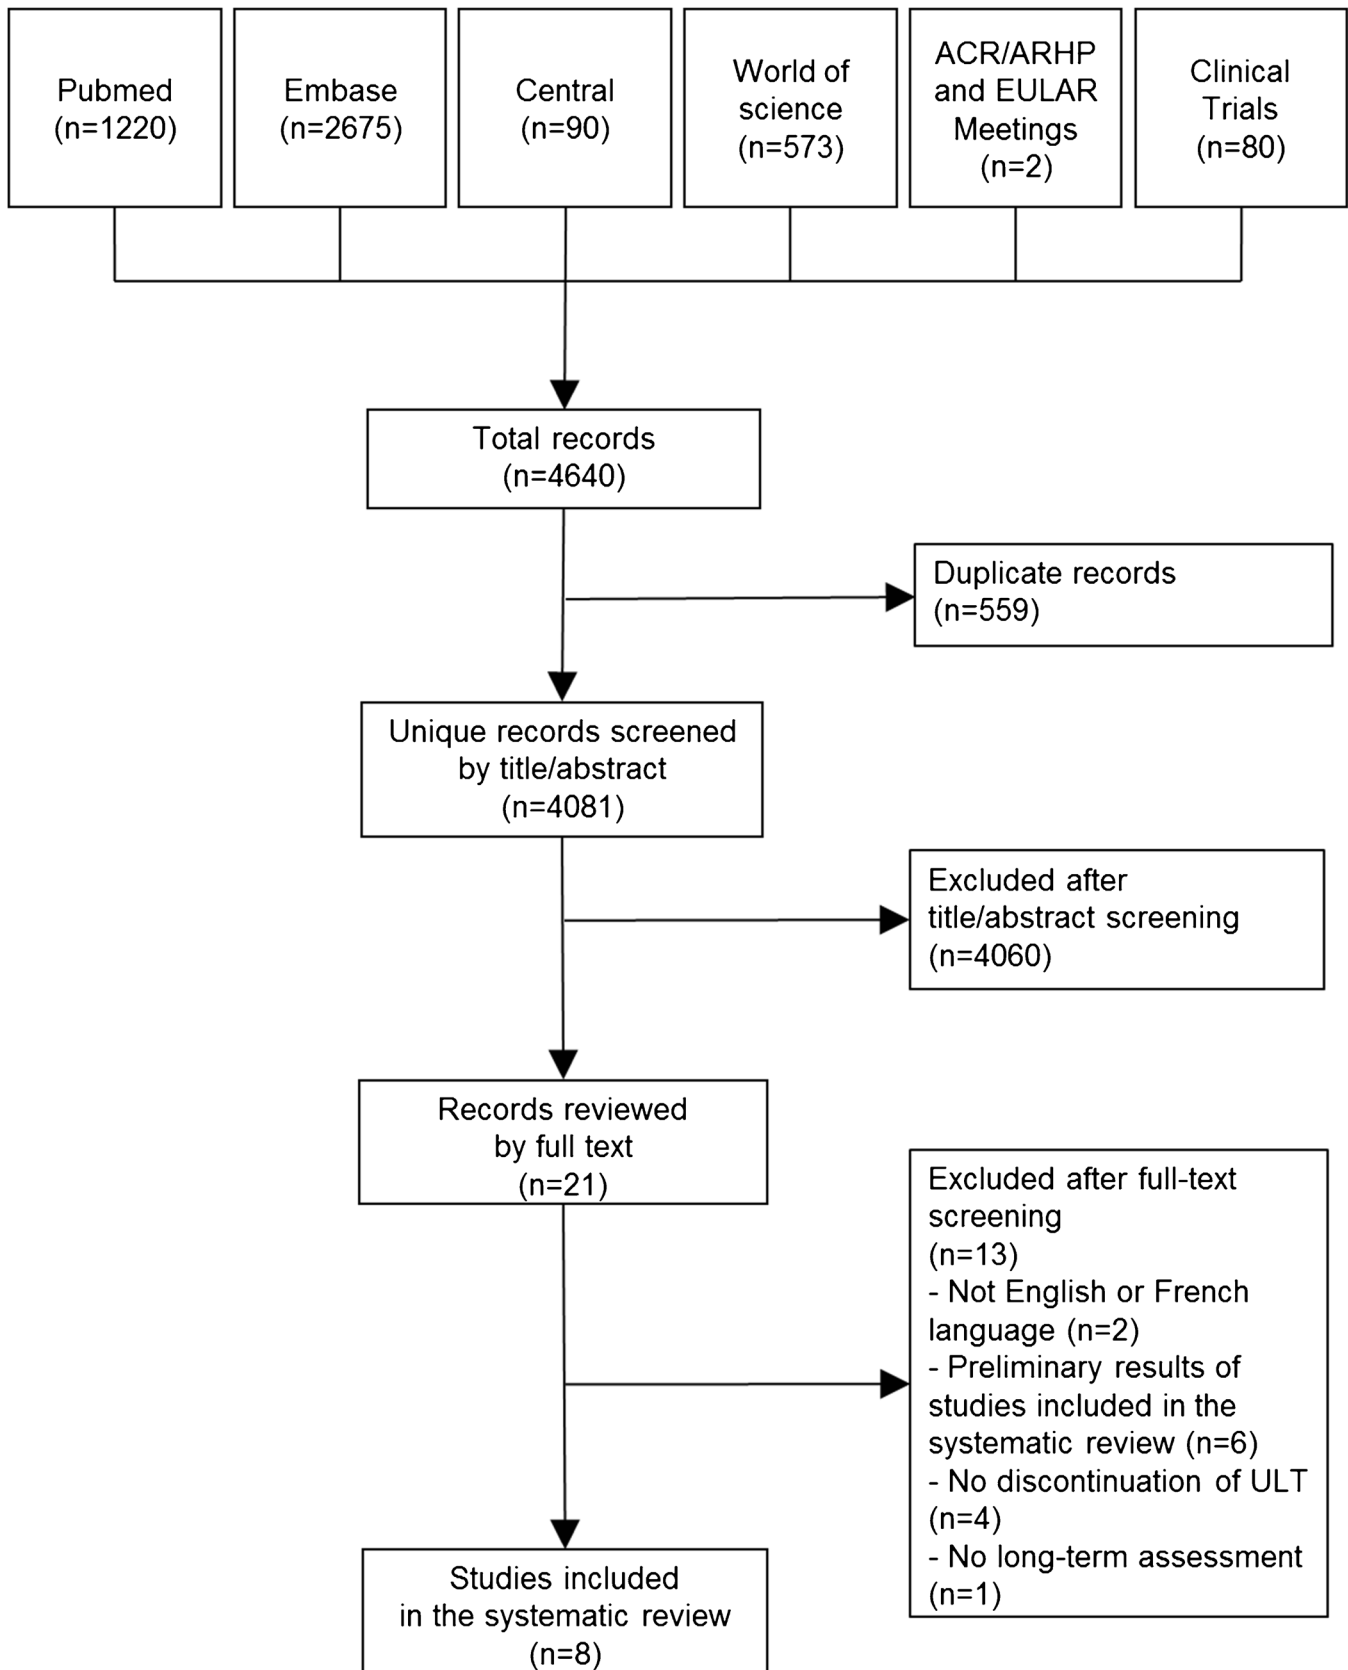 Pubmed
(n=1220)
Embase
(n=2675)
Central
(n=90)
World of
science
(n=573)
ACR/ARHP
and EULAR
Meetings
(n=2)
Clinical
Trials
(n=80)
Total records
(n=4640)
Duplicate records
(n=559)
Unique records screened
by title/abstract
(n=4081)
Excluded after
title/abstract screening
(n=4060)
Records reviewed
by full text
(n=21)
Excluded after full-text
screening
(n=13)
- Not English or French
language (n=2)
- Preliminary results of
studies included in the
systematic review (n=6)
- No discontinuation of ULT
(n=4)
- No long-term assessment
(n=1)
Studies included
in the systematic review
(n=8)